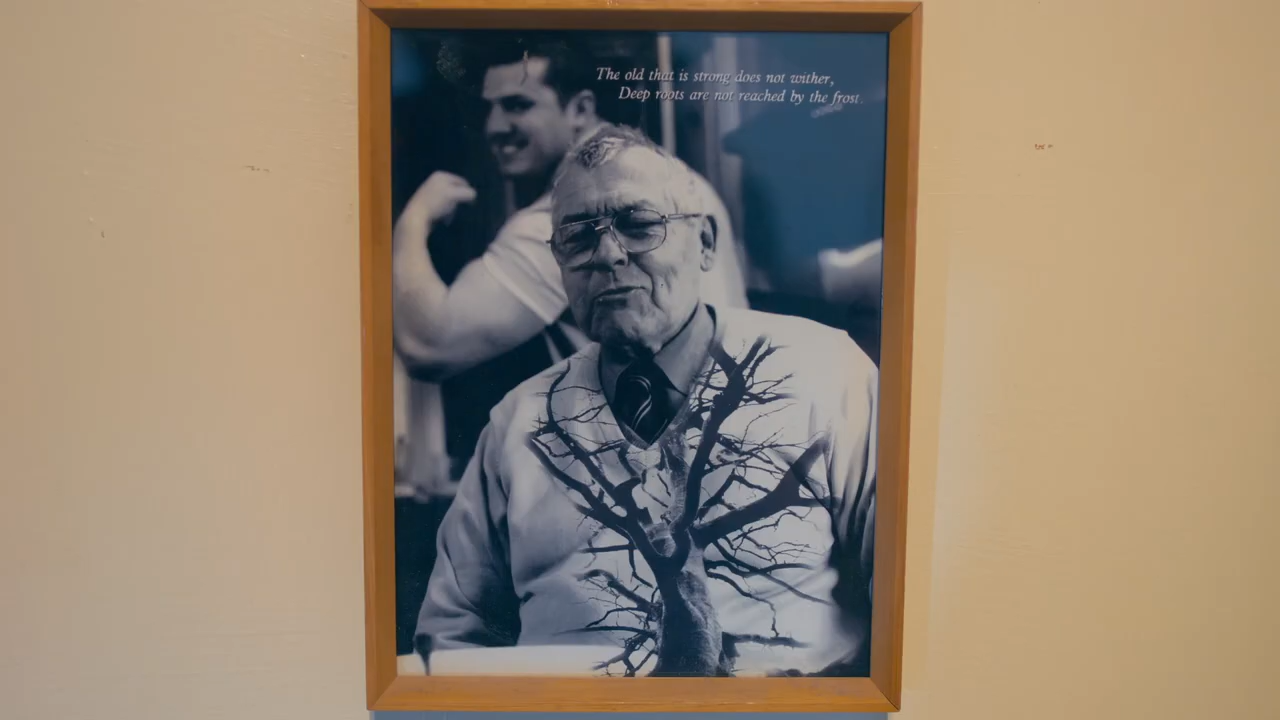 The old that is strong does not wither,
Deep roots are not reached by the frost.